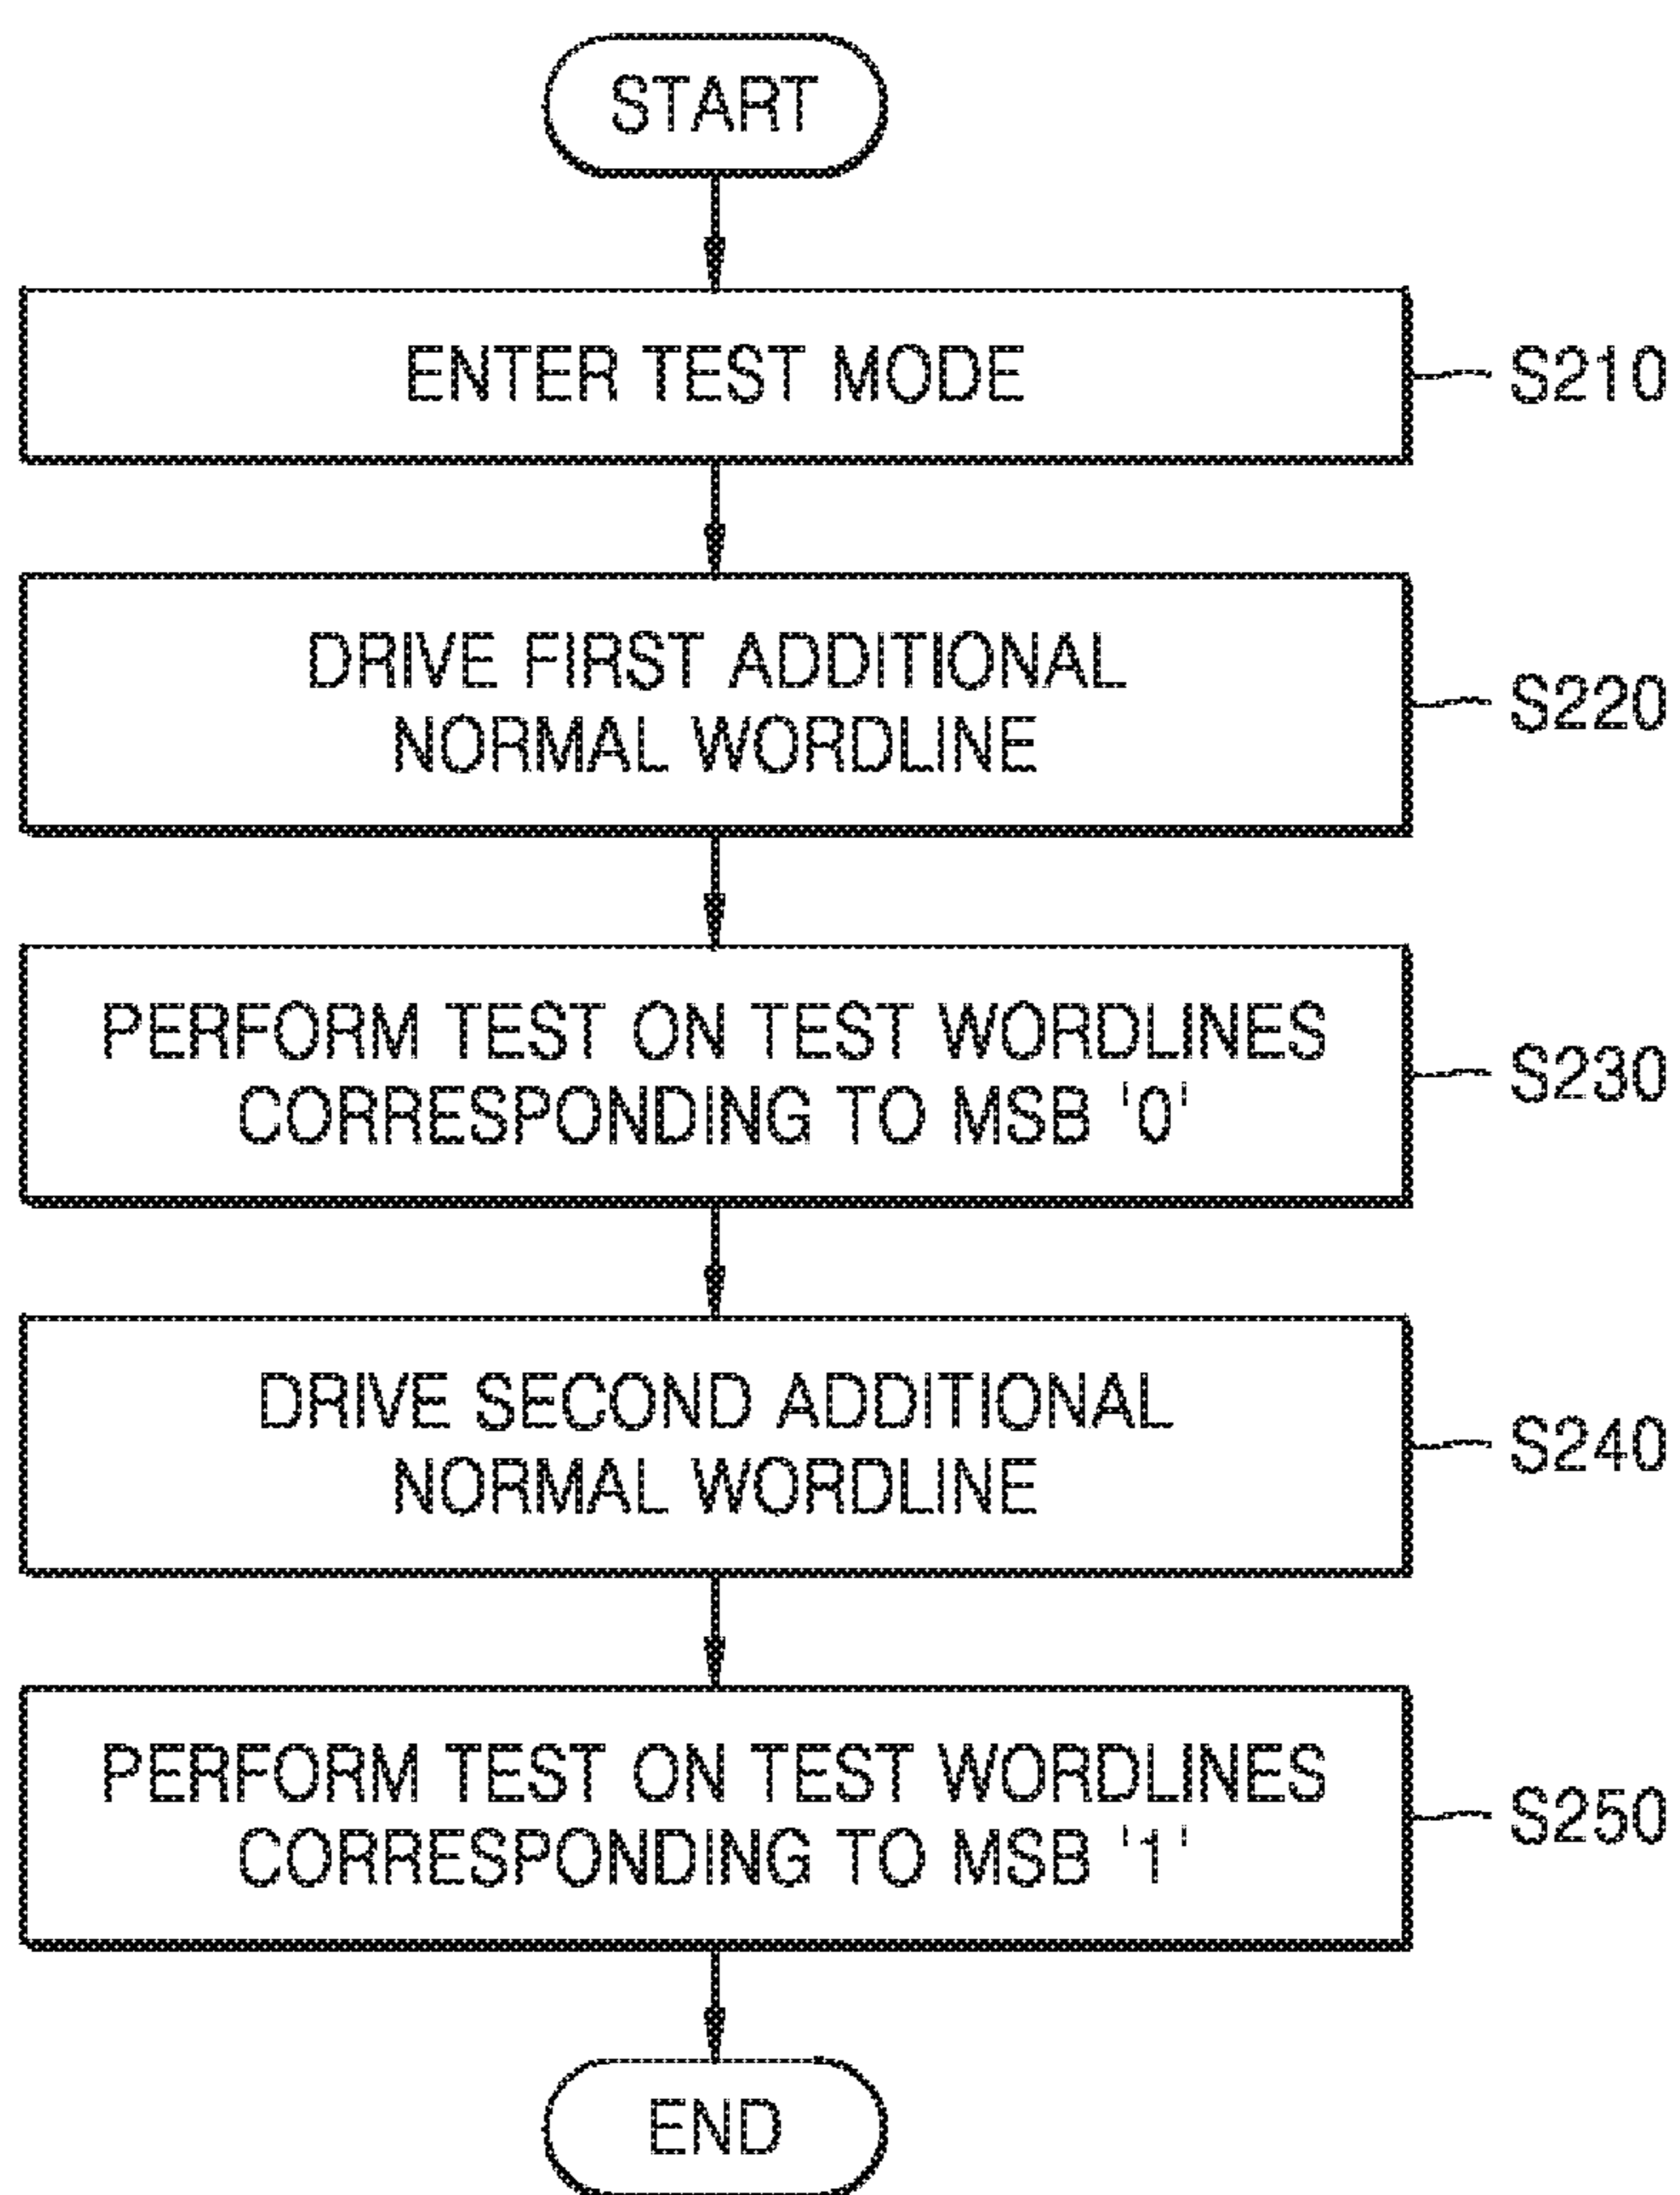 START
ENTER TEST MODE
S210
DRIVE FIRST ADDITIONAL
NORMAL WORDLINE
S220
PERFORM TEST ON TEST WORDLINES
CORRESPONDING TO MSB '0'
S230
DRIVE SECOND ADDITIONAL
NORMAL WORDLINE
S240
PERFORM TEST ON TEST WORDLINES
CORRESPONDING TO MSB '1'
S250
END